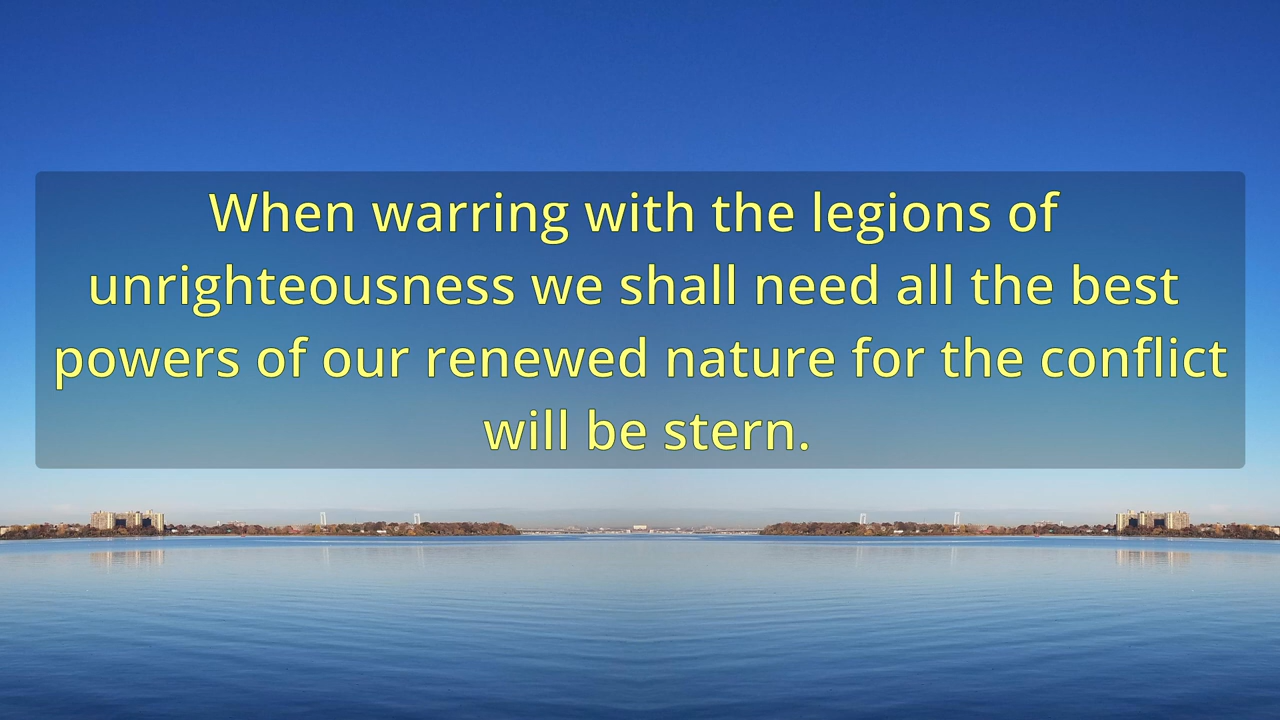 When warring with the legions of
unrighteousness we shall need all the best
powers of our renewed nature for the conflict
will be stern.